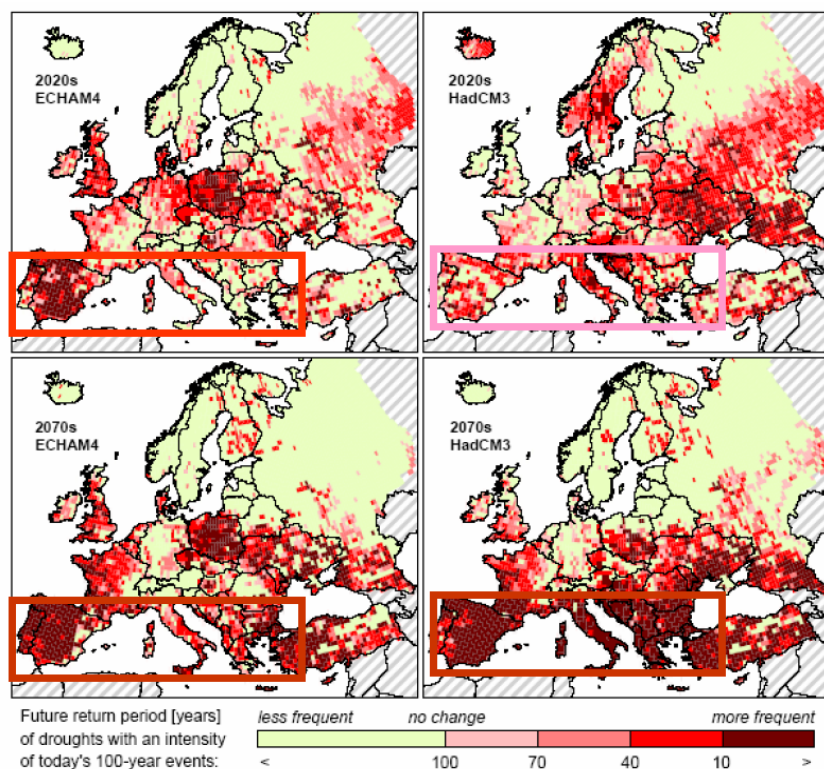 2020s
ECHAM4
2020s
HadCM3
2070s
ECHAM4
2070s
HadCM3
Future return period [years]
of droughts with an intensity
of today's 100-year events:
less frequent no change more frequent
< 100 70 40 10 >